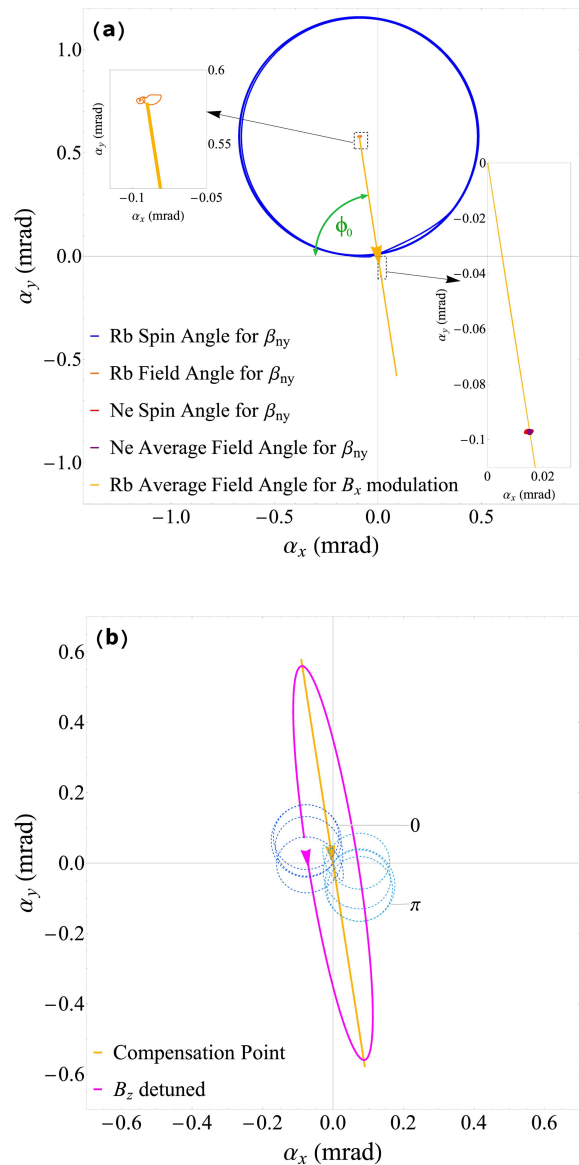 (a)
1.0
0.5
0.0
−0.5
−1.0
α_y (mrad)
−1.0
−0.5
0.0
0.5
α_x (mrad)
0.6
0.55
α_y (mrad)
−0.1
−0.05
α_x (mrad)
ϕ₀
0
−0.02
−0.04
−0.06
−0.08
−0.1
α_y (mrad)
0
0.02
α_x (mrad)
Rb Spin Angle for β_ny
Rb Field Angle for β_ny
Ne Spin Angle for β_ny
Ne Average Field Angle for β_ny
Rb Average Field Angle for B_x modulation
(b)
0.6
0.4
0.2
0.0
−0.2
−0.4
−0.6
α_y (mrad)
0
π
Compensation Point
B_z detuned
−0.6
−0.4
−0.2
0.0
0.2
0.4
0.6
α_x (mrad)